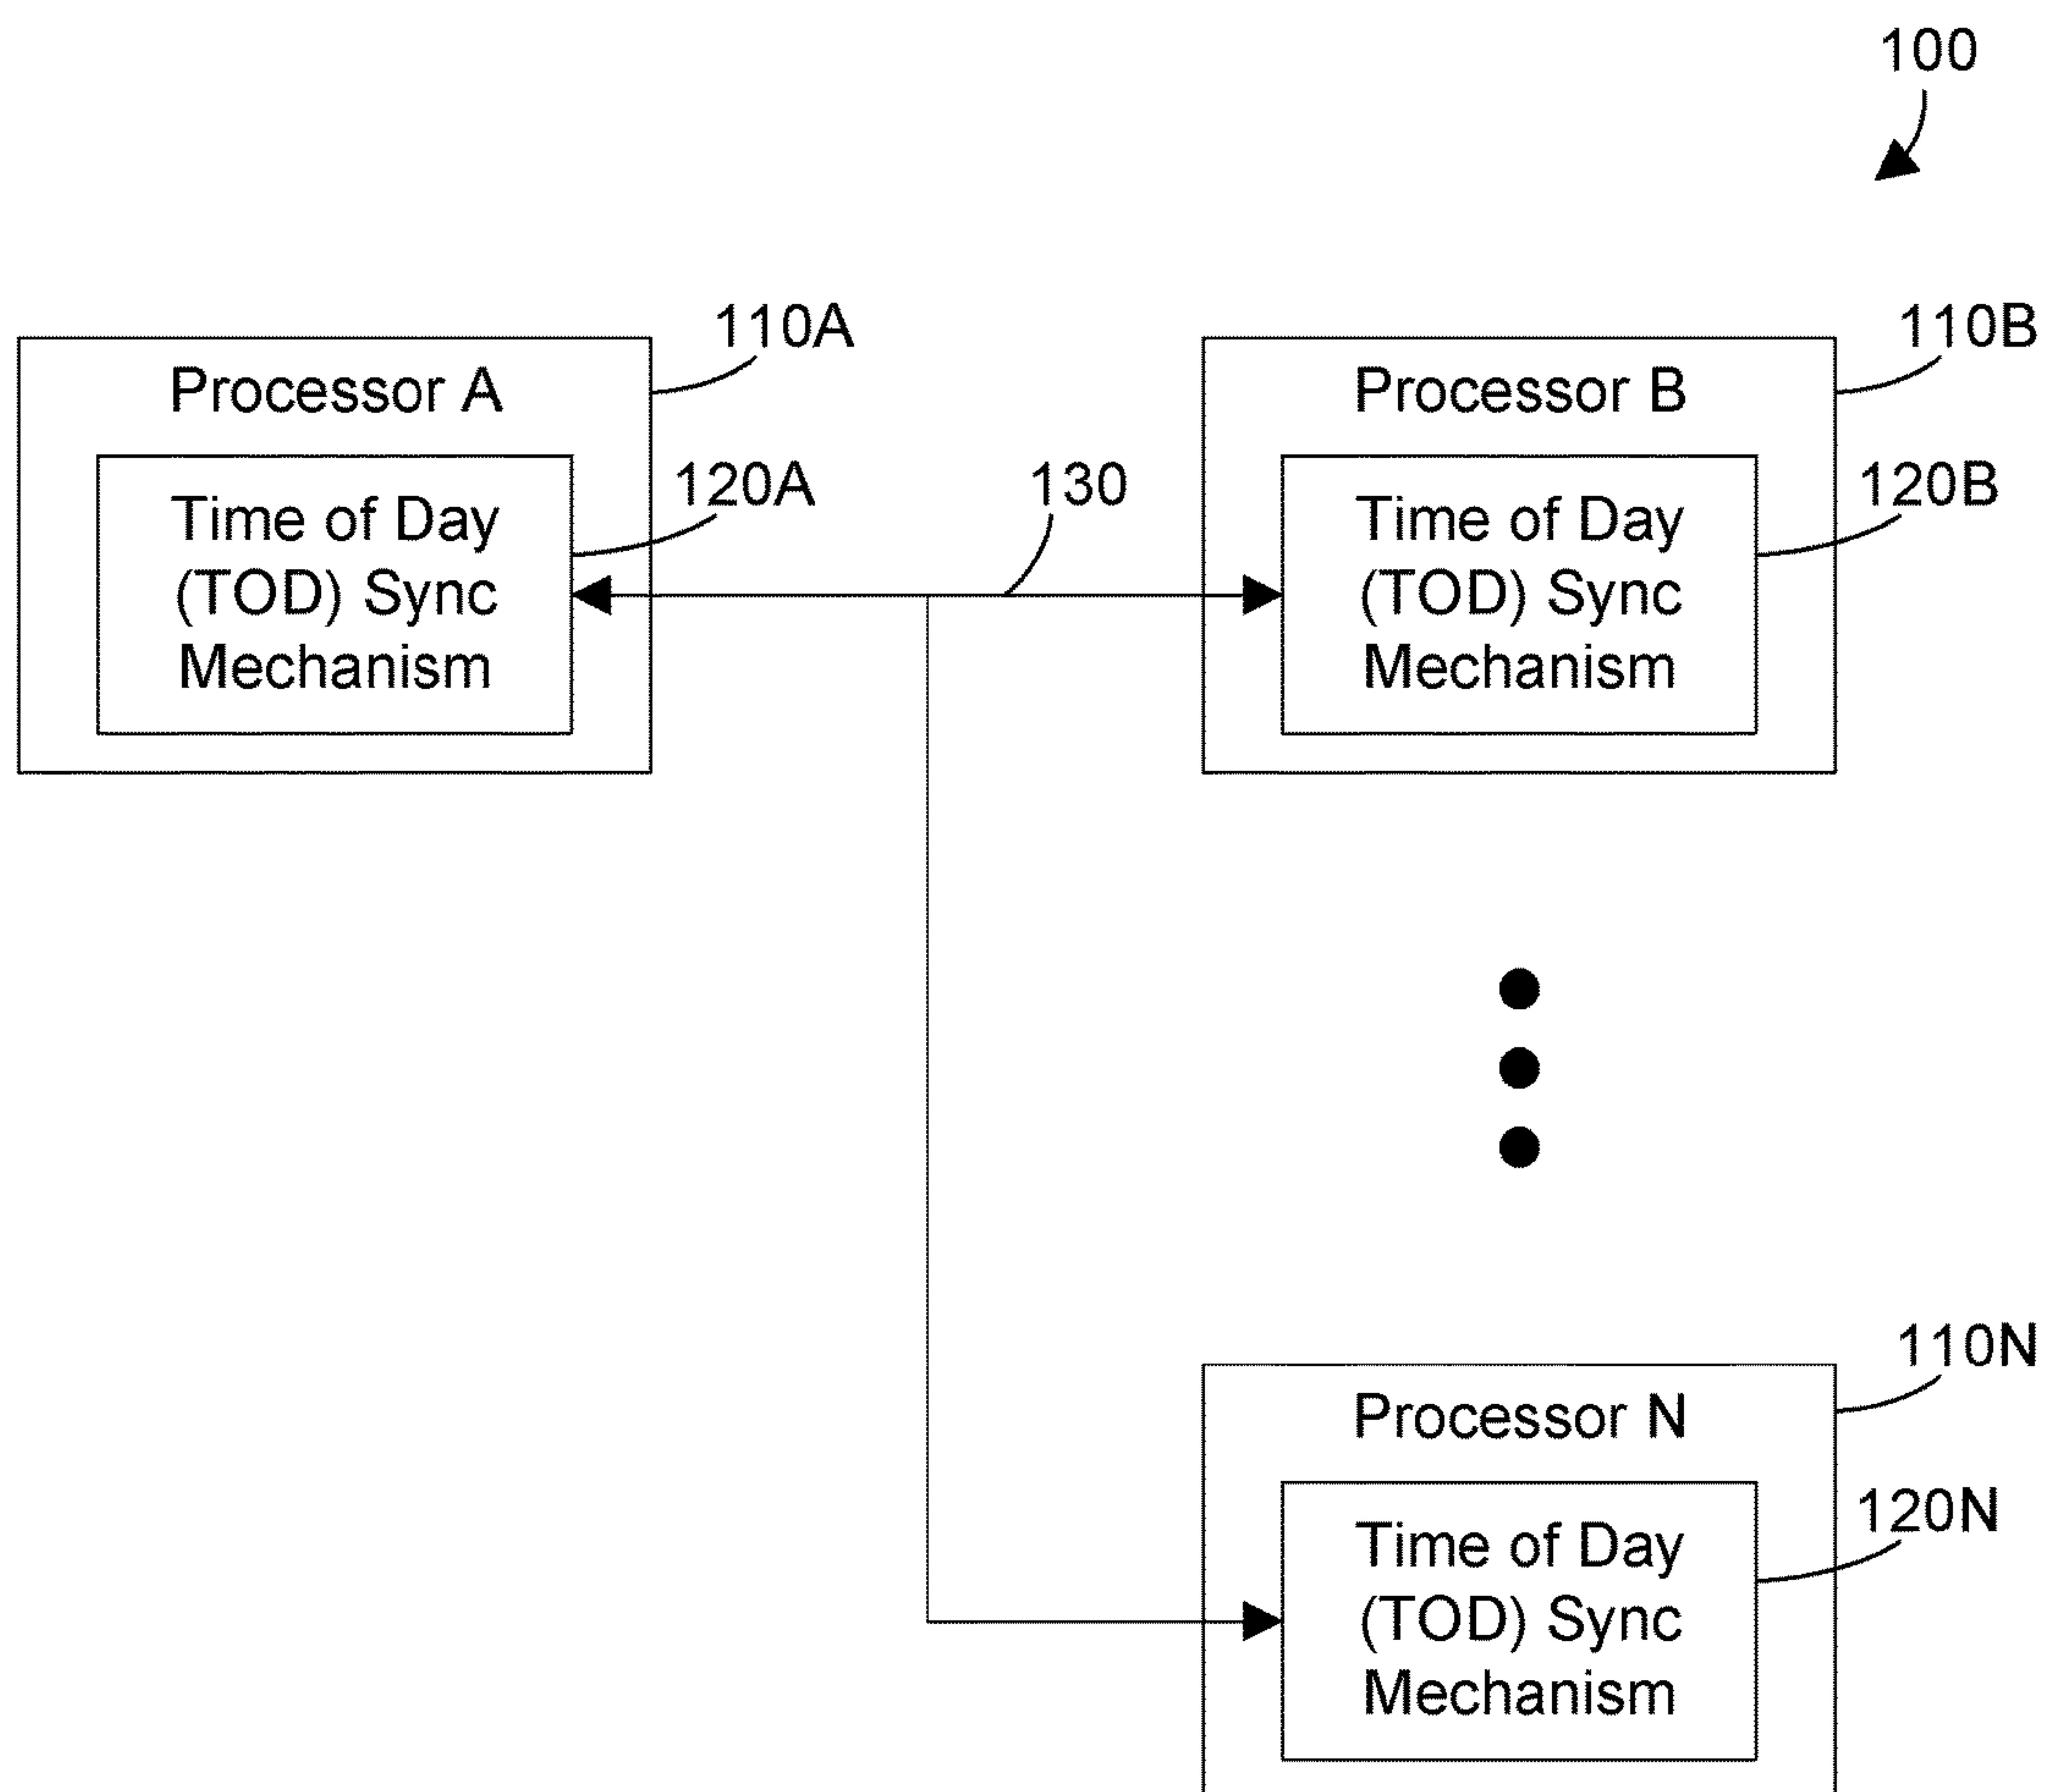 100
110A
Processor A
120A
Time of Day
(TOD) Sync
Mechanism
130
110B
Processor B
120B
Time of Day
(TOD) Sync
Mechanism
110N
Processor N
120N
Time of Day
(TOD) Sync
Mechanism